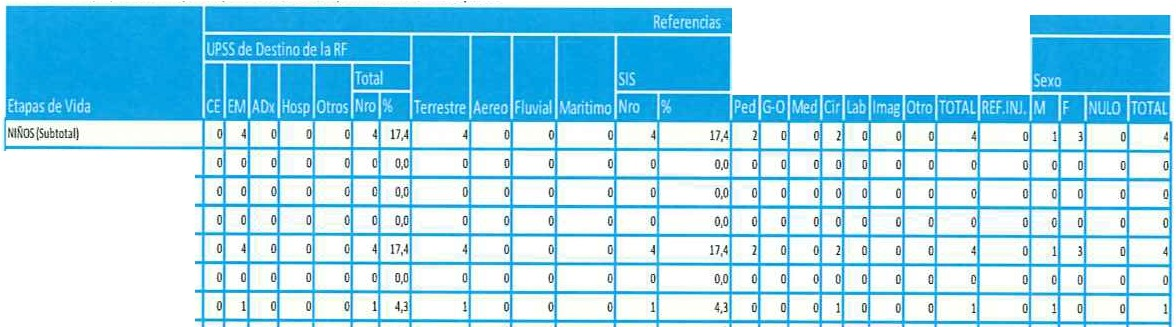 Referencias
UPSS de Destino de la RF
Total SIS Sexo
Etapas de Vida CE EM ADx Hosp Otros Nro % Terrestre Aereo Fluvial Maritimo Nro % Ped G-O Med Cir Lab Imag Otro TOTAL REF.INJ. M F NULO TOTAL
NIÑOS (Subtotal) 0 4 0 0 0 4 17,4 4 0 0 0 4 17,4 2 0 0 2 0 0 0 4 0 1 3 0 4
0 0 0 0 0 0 0,0 0 0 0 0 0 0,0 0 0 0 0 0 0 0 0 0 0 0 0 0
0 0 0 0 0 0 0,0 0 0 0 0 0 0,0 0 0 0 0 0 0 0 0 0 0 0 0 0
0 0 0 0 0 0 0,0 0 0 0 0 0 0,0 0 0 0 0 0 0 0 0 0 0 0 0 0
0 4 0 0 0 4 17,4 4 0 0 0 4 17,4 2 0 0 2 0 0 0 4 0 1 3 0 4
0 0 0 0 0 0 0,0 0 0 0 0 0 0,0 0 0 0 0 0 0 0 0 0 0 0 0 0
0 1 0 0 0 1 4,3 1 0 0 0 1 4,3 0 0 0 1 0 0 0 1 0 1 0 0 1